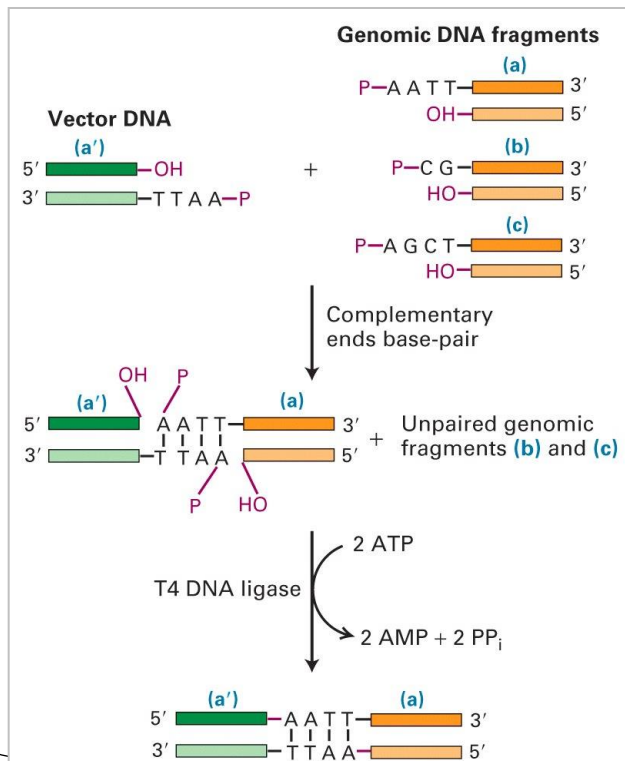 Genomic DNA fragments
(a)
P–A A T T– 3′
OH– 5′
Vector DNA
(a′)
5′ –OH
3′ –T T A A–P
+
(b)
P–C G– 3′
HO– 5′
(c)
P–A G C T– 3′
HO– 5′
Complementary
ends base-pair
OH P
(a′) (a)
5′ A A T T– 3′
3′ –T T A A 5′
P HO
+ Unpaired genomic
fragments (b) and (c)
2 ATP
T4 DNA ligase
2 AMP + 2 PPi
(a′) (a)
5′ –A A T T– 3′
3′ –T T A A– 5′